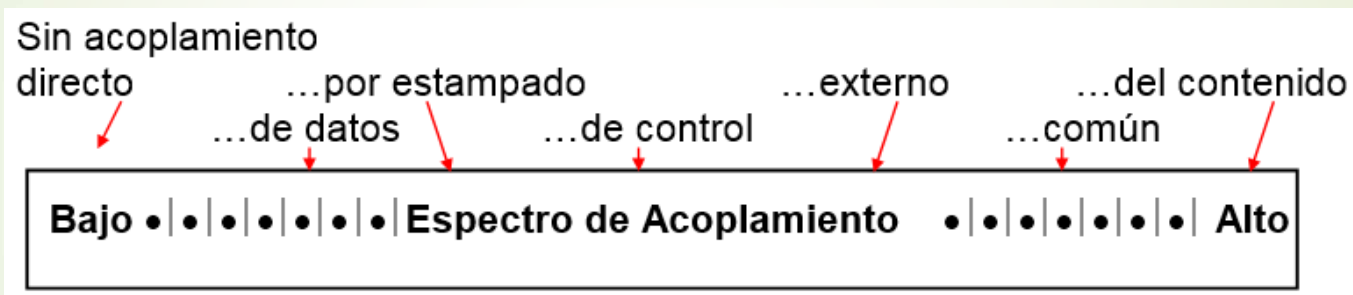 Sin acoplamiento
directo ...por estampado ...externo ...del contenido
...de datos ...de control ...común
Bajo •|•|•|•|•|•|•|Espectro de Acoplamiento •|•|•|•|•|•|•| Alto